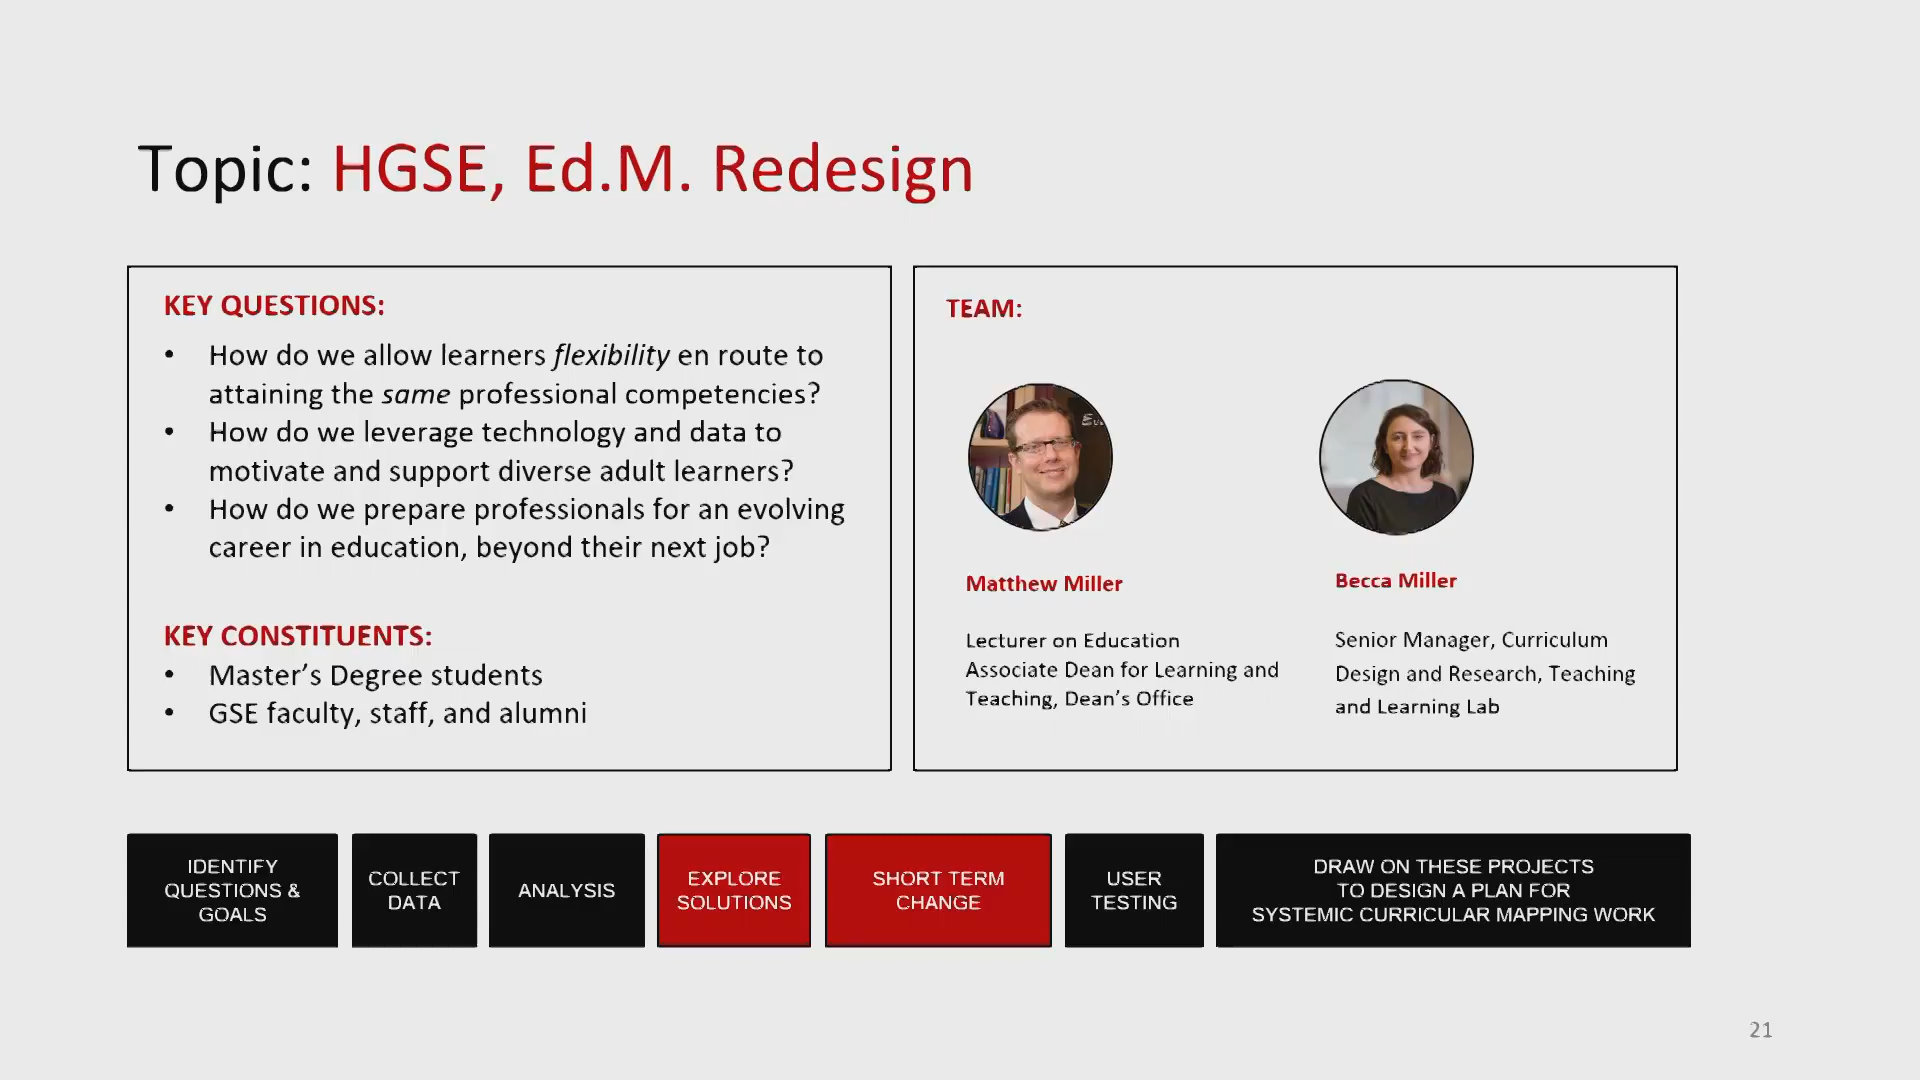 Topic: HGSE, Ed.M. Redesign
KEY QUESTIONS:
• How do we allow learners flexibility en route to
attaining the same professional competencies?
• How do we leverage technology and data to
motivate and support diverse adult learners?
• How do we prepare professionals for an evolving
career in education, beyond their next job?
KEY CONSTITUENTS:
• Master’s Degree students
• GSE faculty, staff, and alumni
TEAM:
Matthew Miller
Lecturer on Education
Associate Dean for Learning and
Teaching, Dean’s Office
Becca Miller
Senior Manager, Curriculum
Design and Research, Teaching
and Learning Lab
IDENTIFY
QUESTIONS &
GOALS
COLLECT
DATA
ANALYSIS
EXPLORE
SOLUTIONS
SHORT TERM
CHANGE
USER
TESTING
DRAW ON THESE PROJECTS
TO DESIGN A PLAN FOR
SYSTEMIC CURRICULAR MAPPING WORK
21